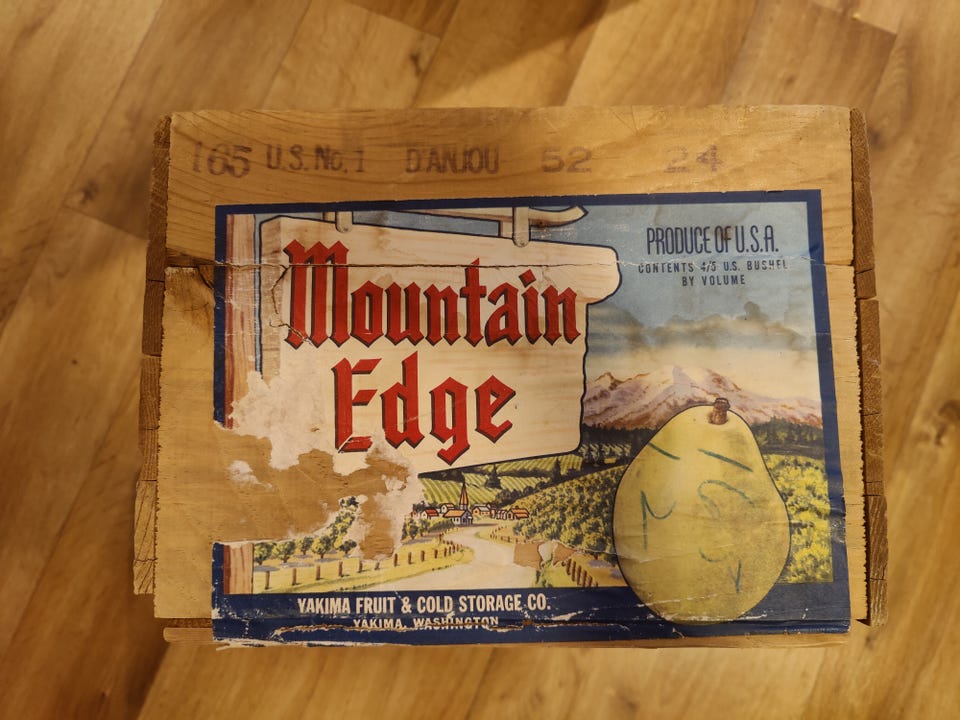 165 U.S. No. 1 D'ANJOU 52 24
Mountain
Edge
PRODUCE OF U.S.A.
CONTENTS 4/5 U.S. BUSHEL
BY VOLUME
YAKIMA FRUIT & COLD STORAGE CO.
YAKIMA, WASHINGTON